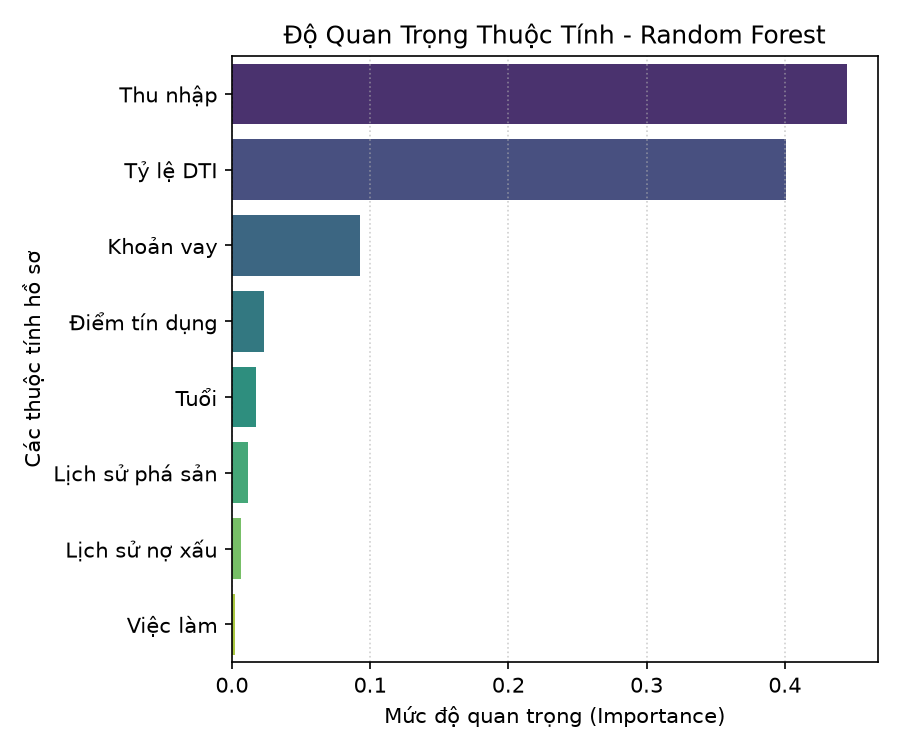 Độ Quan Trọng Thuộc Tính - Random Forest
Các thuộc tính hồ sơ
Thu nhập
Tỷ lệ DTI
Khoản vay
Điểm tín dụng
Tuổi
Lịch sử phá sản
Lịch sử nợ xấu
Việc làm
0.0 0.1 0.2 0.3 0.4
Mức độ quan trọng (Importance)